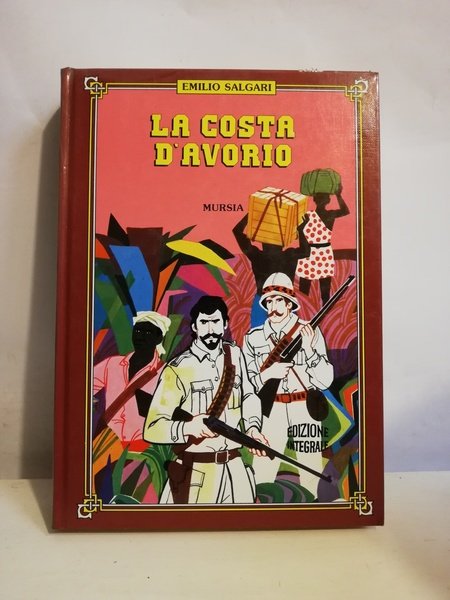 EMILIO SALGARI
LA COSTA
D'AVORIO
MURSIA
EDIZIONE
INTEGRALE